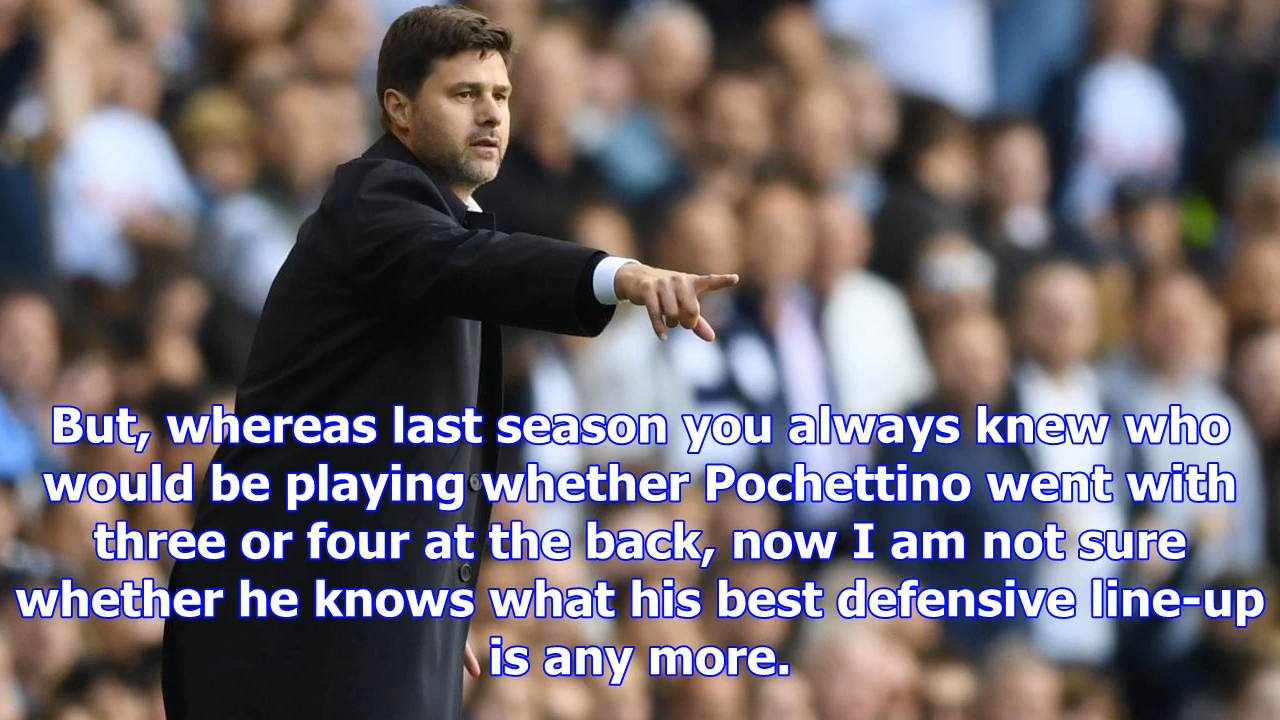 But, whereas last season you always knew who
would be playing whether Pochettino went with
three or four at the back, now I am not sure
whether he knows what his best defensive line-up
is any more.